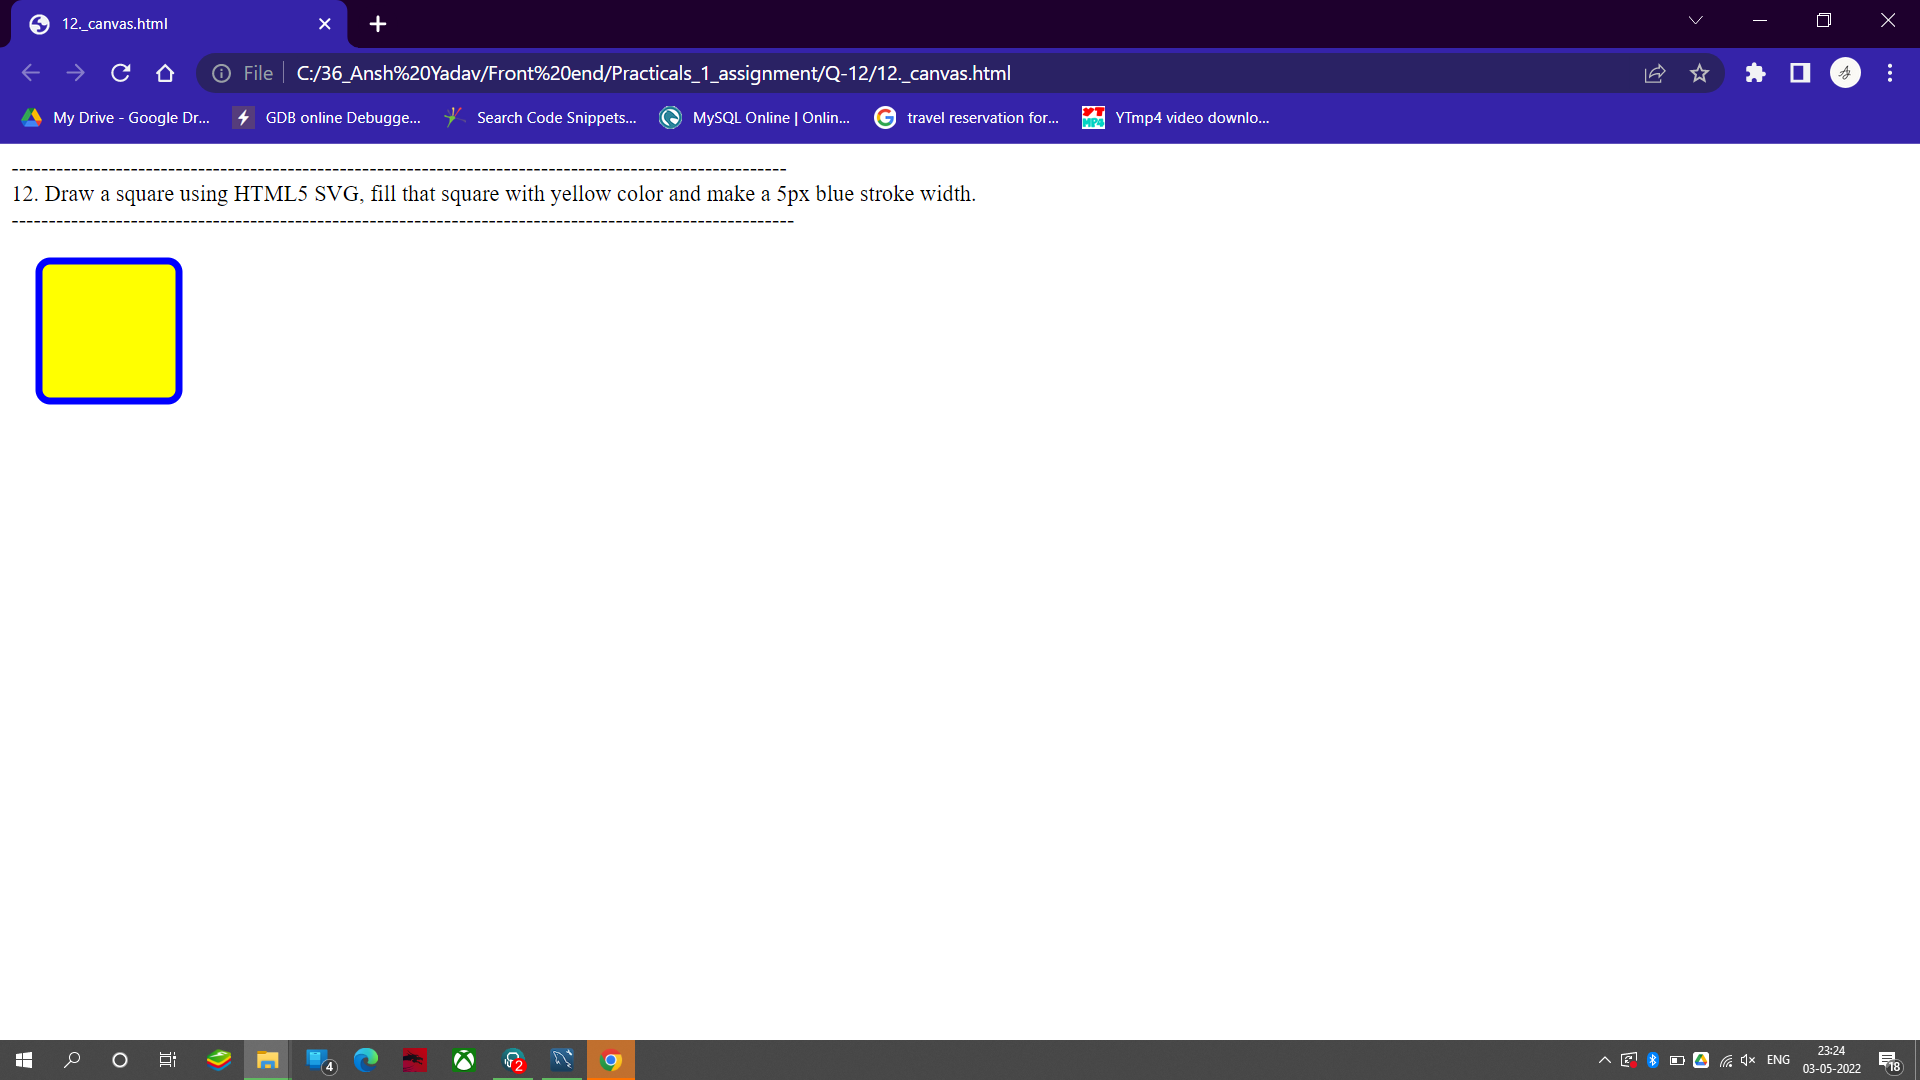 12._canvas.html
File
C:/36_Ansh%20Yadav/Front%20end/Practicals_1_assignment/Q-12/12._canvas.html
My Drive - Google Dr...
GDB online Debugge...
Search Code Snippets...
MySQL Online | Onlin...
travel reservation for...
YT
MP4
YTmp4 video downlo...
---------------------------------------------------------------------------------------------------------
12. Draw a square using HTML5 SVG, fill that square with yellow color and make a 5px blue stroke width.
----------------------------------------------------------------------------------------------------------
4
2
ENG
23:24
03-05-2022
18